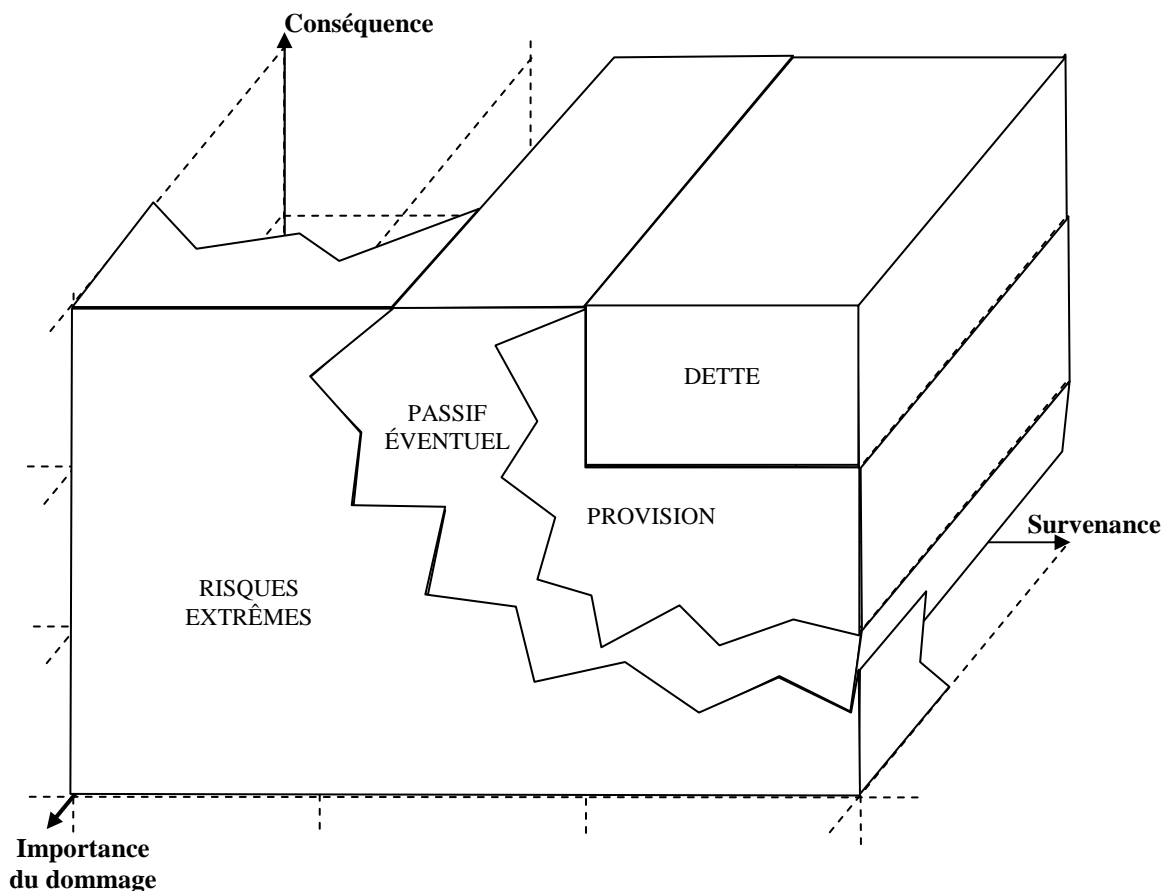 Conséquence
DETTE
PASSIF
ÉVENTUEL
PROVISION
Survenance
RISQUES
EXTRÊMES
Importance
du dommage